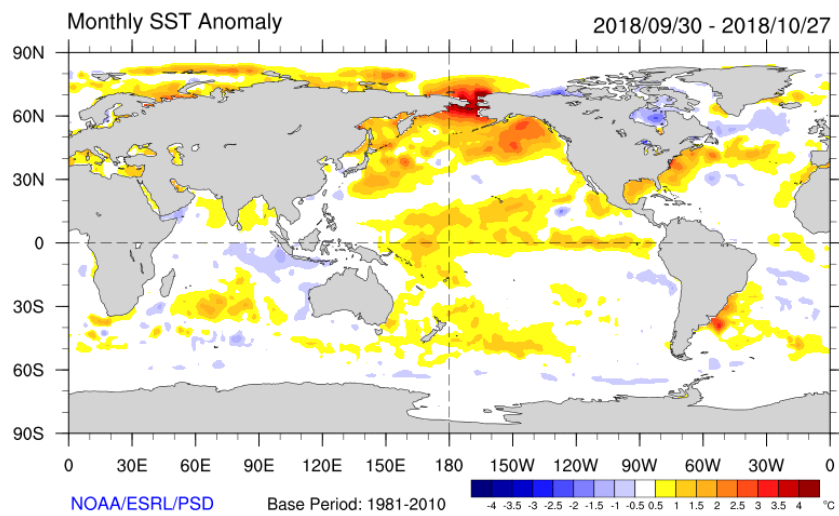 Monthly SST Anomaly 2018/09/30 - 2018/10/27
90N
60N
30N
0
30S
60S
90S
0 30E 60E 90E 120E 150E 180 150W 120W 90W 60W 30W 0
NOAA/ESRL/PSD Base Period: 1981-2010
-4 -3.5 -3 -2.5 -2 -1.5 -1 -0.5 0.5 1 1.5 2 2.5 3 3.5 4 °C